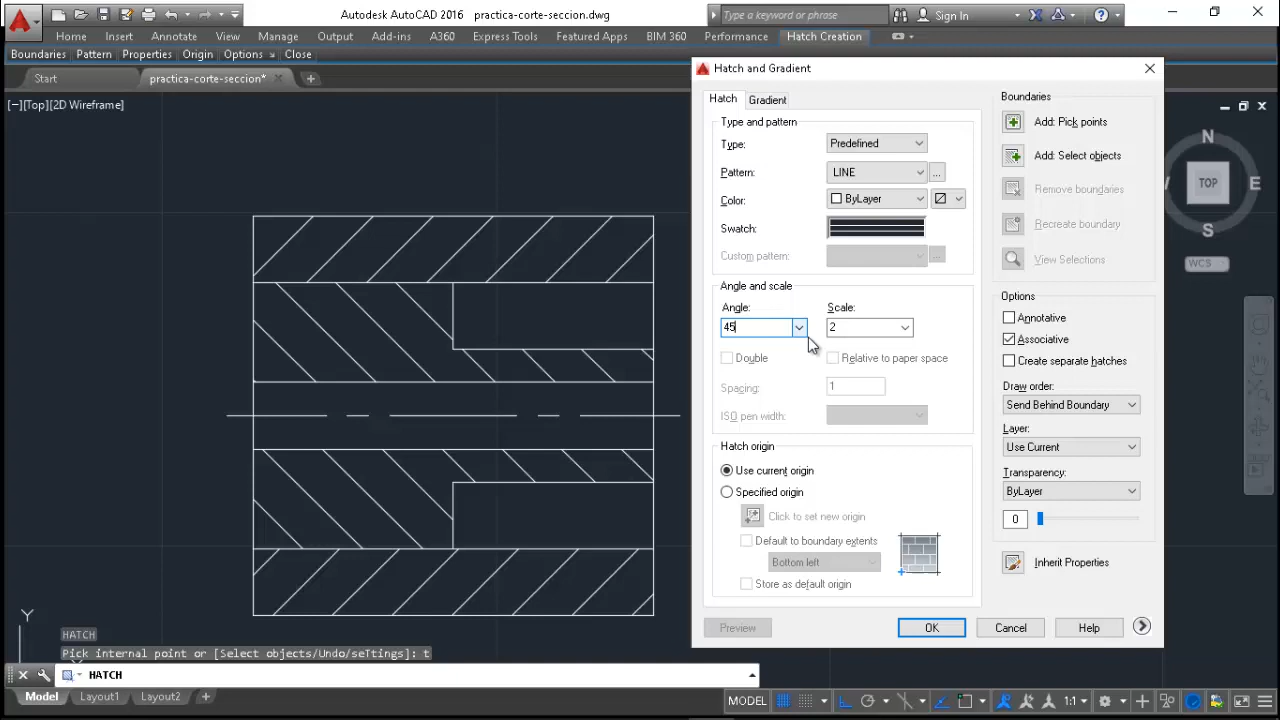 Autodesk AutoCAD 2016 practica-corte-seccion.dwg
Type a keyword or phrase
Sign In
Home Insert Annotate View Manage Output Add-ins A360 Express Tools Featured Apps BIM 360 Performance Hatch Creation
Boundaries Pattern Properties Origin Options Close
Start practica-corte-seccion*
[−][Top][2D Wireframe]
Hatch and Gradient
Hatch Gradient
Type and pattern
Type: Predefined
Pattern: LINE ...
Color: ByLayer
Swatch:
Custom pattern: ...
Angle and scale
Angle: Scale:
45 2
Double Relative to paper space
Spacing: 1
ISO pen width:
Hatch origin
Use current origin
Specified origin
Click to set new origin
Default to boundary extents
Bottom left
Store as default origin
Boundaries
Add: Pick points
Add: Select objects
Remove boundaries
Recreate boundary
View Selections
Options
Annotative
Associative
Create separate hatches
Draw order:
Send Behind Boundary
Layer:
Use Current
Transparency:
ByLayer
0
Inherit Properties
Preview OK Cancel Help
N
TOP
E
S
WCS
Y
HATCH
Pick internal point or [Select objects/Undo/seTtings]: t
HATCH
Model Layout1 Layout2 +
MODEL 1:1